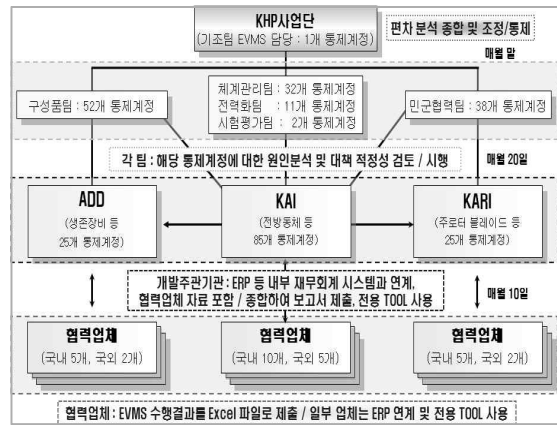 KHP사업단
(기조팀 EVMS 담당 : 1개 통제계정)
편차 분석 종합 및 조정/통제
매월 말
구성품팀 : 52개 통제계정
체계관리팀 : 32개 통제계정
전력화팀 : 11개 통제계정
시험평가팀 : 2개 통제계정
민군협력팀 : 38개 통제계정
각 팀 : 해당 통제계정에 대한 원인분석 및 대책 적정성 검토 / 시행
매월 20일
ADD
(생존장비 등
25개 통제계정)
KAI
(전방동체 등
85개 통제계정)
KARI
(주로터 블레이드 등
25개 통제계정)
개발주관기관 : ERP 등 내부 재무회계 시스템과 연계,
협력업체 자료 포함 / 종합하여 보고서 제출, 전용 TOOL 사용
매월 10일
협력업체
(국내 5개, 국외 2개)
협력업체
(국내 10개, 국외 5개)
협력업체
(국내 5개, 국외 2개)
협력업체 : EVMS 수행결과를 Excel 파일로 제출 / 일부 업체는 ERP 연계 및 전용 TOOL 사용